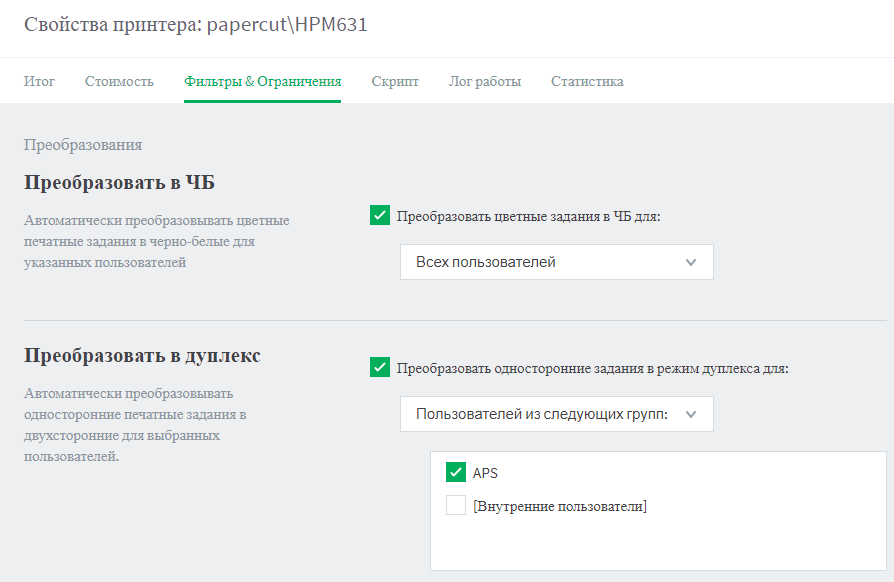 Свойства принтера: papercut\HPM631
Итог Стоимость Фильтры & Ограничения Скрипт Лог работы Статистика
Преобразования
Преобразовать в ЧБ
Автоматически преобразовывать цветные
печатные задания в черно-белые для
указанных пользователей
Преобразовать цветные задания в ЧБ для:
Всех пользователей
Преобразовать в дуплекс
Автоматически преобразовывать
односторонние печатные задания в
двухсторонние для выбранных
пользователей.
Преобразовать односторонние задания в режим дуплекса для:
Пользователей из следующих групп:
APS
[Внутренние пользователи]